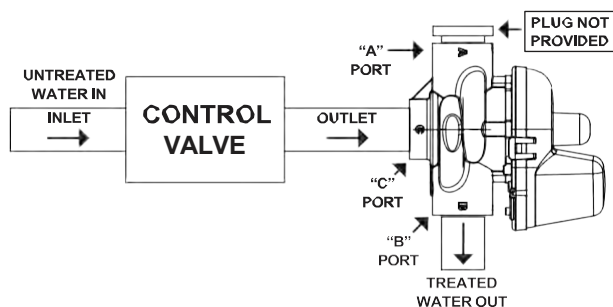 PLUG NOT
PROVIDED
"A"
PORT
A
UNTREATED
WATER IN
INLET
CONTROL
VALVE
OUTLET
"C"
PORT
"B"
PORT
B
TREATED
WATER OUT